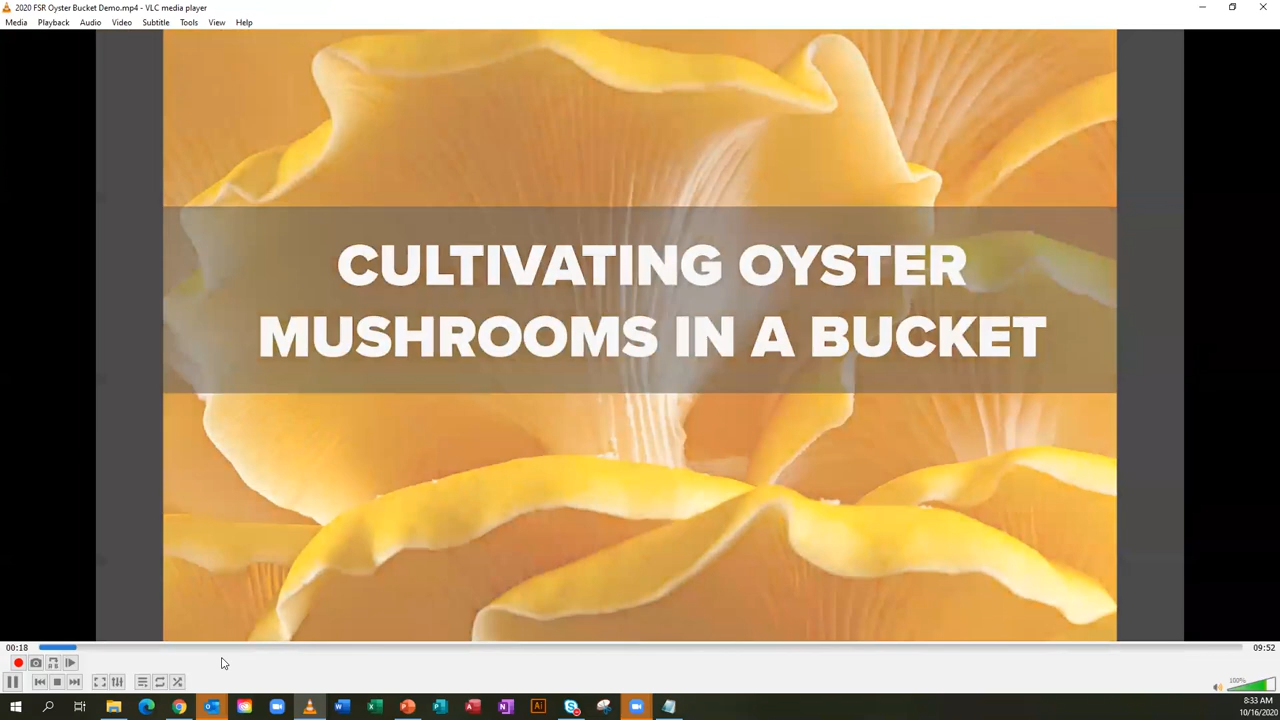 2020 FSR Oyster Bucket Demo.mp4 - VLC media player
Media Playback Audio Video Subtitle Tools View Help
CULTIVATING OYSTER
MUSHROOMS IN A BUCKET
00:18 09:52
100%
8:33 AM
10/16/2020